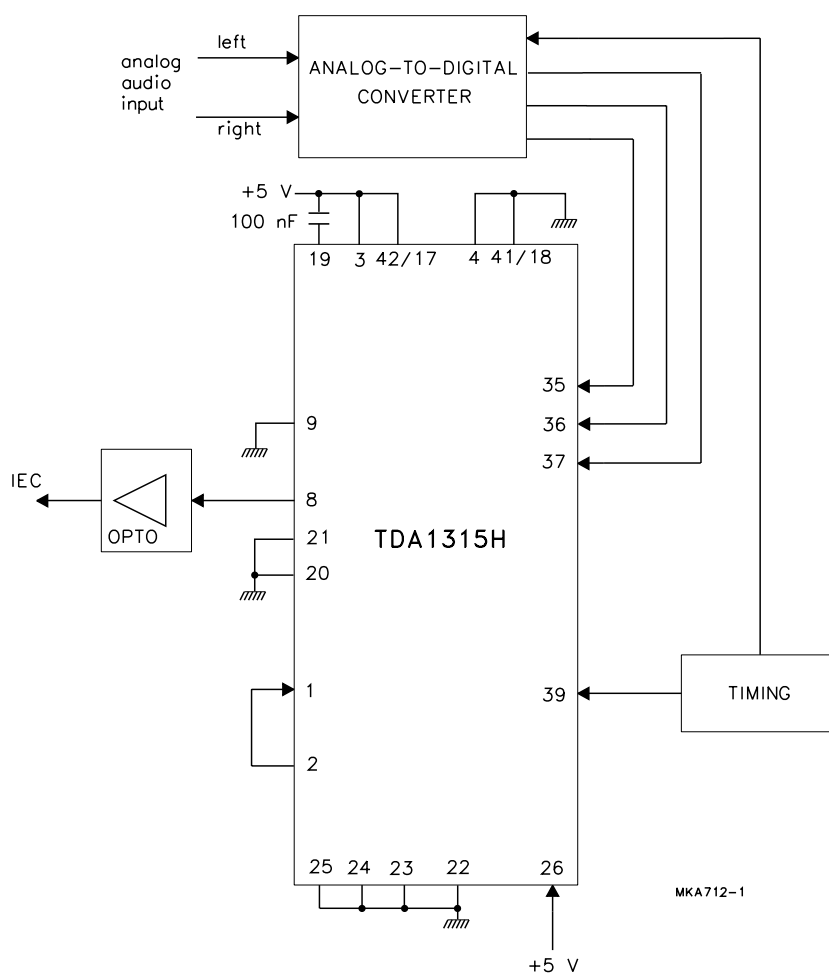 left
analog
audio
input
right
ANALOG-TO-DIGITAL
CONVERTER
+5 V
100 nF
19 3 42/17 4 41/18
35
9
36
37
IEC
OPTO
8
21
TDA1315H
20
1
39
TIMING
2
25 24 23 22 26
MKA712-1
+5 V